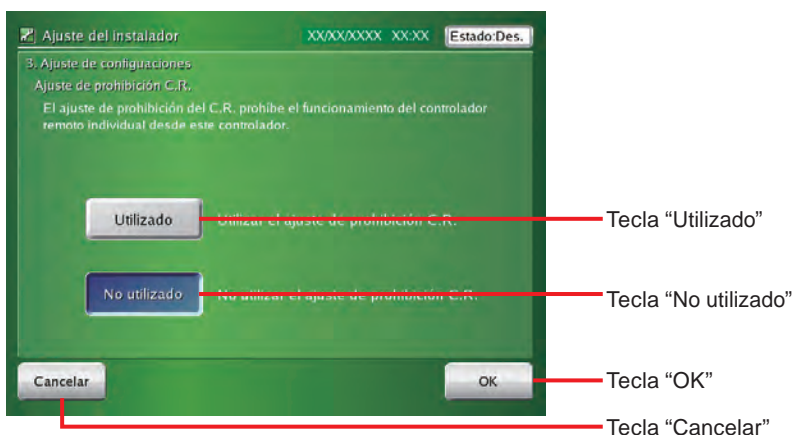 Ajuste del instalador XX/XX/XXXX XX:XX Estado:Des.
3. Ajuste de configuaciones
Ajuste de prohibición C.R.
El ajuste de prohibición del C.R. prohíbe el funcionamiento del controlador
remoto individual desde este controlador.
Utilizado Utilizar el ajuste de prohibición C.R. Tecla “Utilizado”
No utilizado No utilizar el ajuste de prohibición C.R. Tecla “No utilizado”
Cancelar OK Tecla “OK”
Tecla “Cancelar”